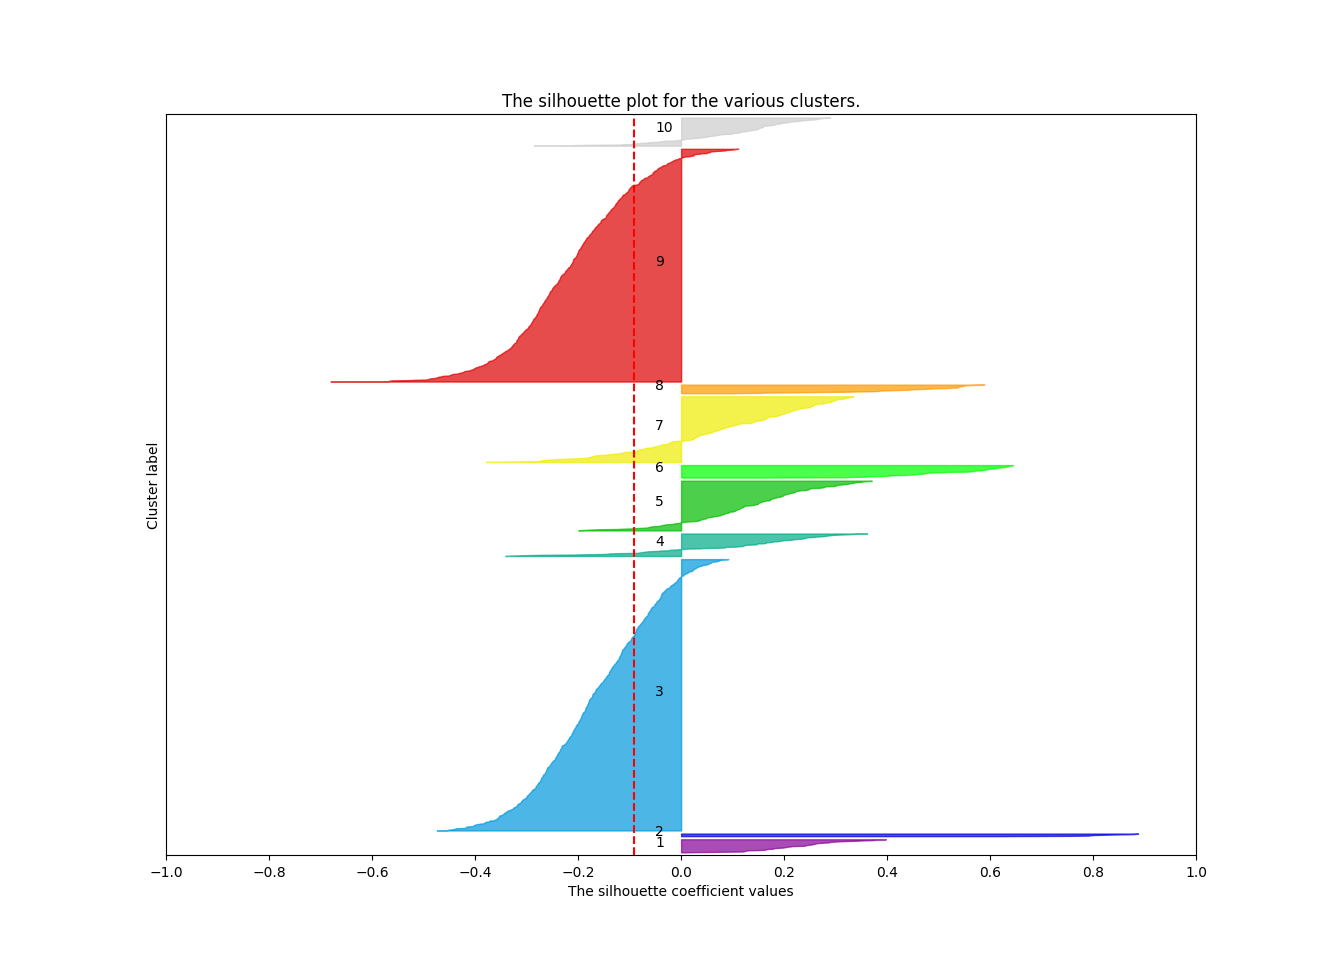 The silhouette plot for the various clusters.
10
9
8
7
6
5
4
3
2
1
Cluster label
−1.0 −0.8 −0.6 −0.4 −0.2 0.0 0.2 0.4 0.6 0.8 1.0
The silhouette coefficient values